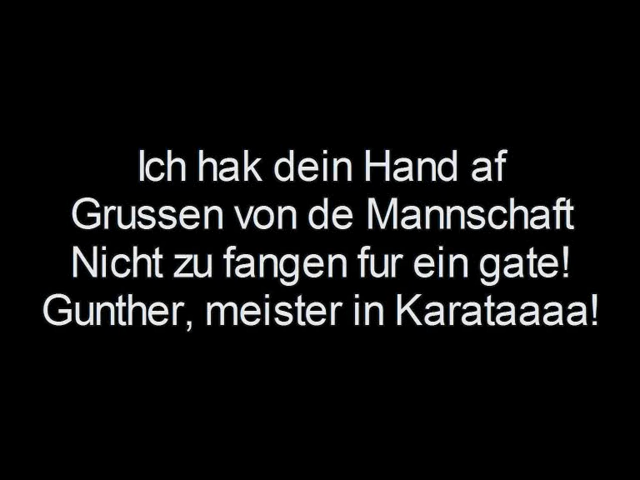 Ich hak dein Hand af
Grussen von de Mannschaft
Nicht zu fangen fur ein gate!
Gunther, meister in Karataaaa!